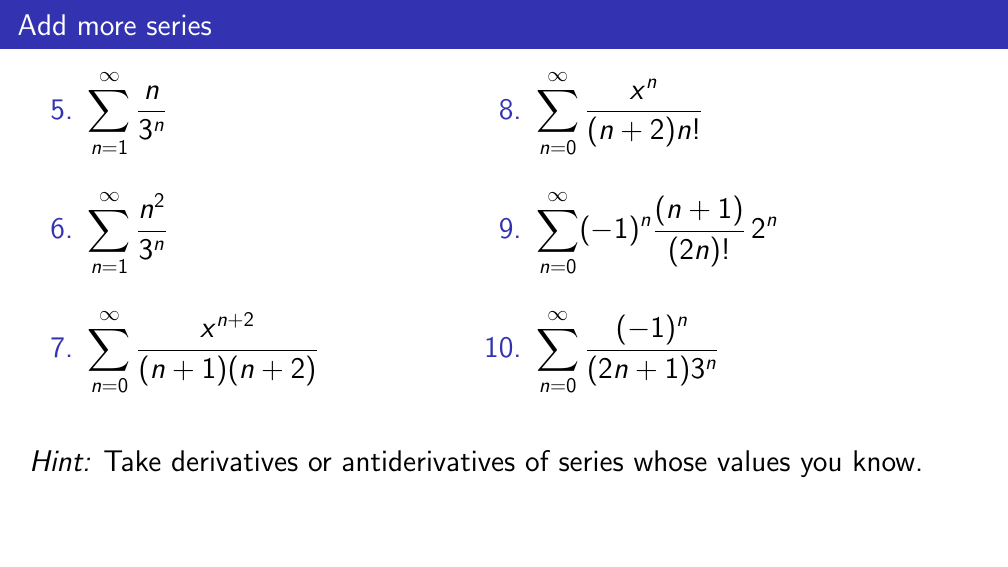 Add more series
5. \sum_{n=1}^{\infty} \frac{n}{3^n}
6. \sum_{n=1}^{\infty} \frac{n^2}{3^n}
7. \sum_{n=0}^{\infty} \frac{x^{n+2}}{(n+1)(n+2)}
8. \sum_{n=0}^{\infty} \frac{x^n}{(n+2)n!}
9. \sum_{n=0}^{\infty} (-1)^n \frac{(n+1)}{(2n)!} 2^n
10. \sum_{n=0}^{\infty} \frac{(-1)^n}{(2n+1)3^n}
Hint: Take derivatives or antiderivatives of series whose values you know.